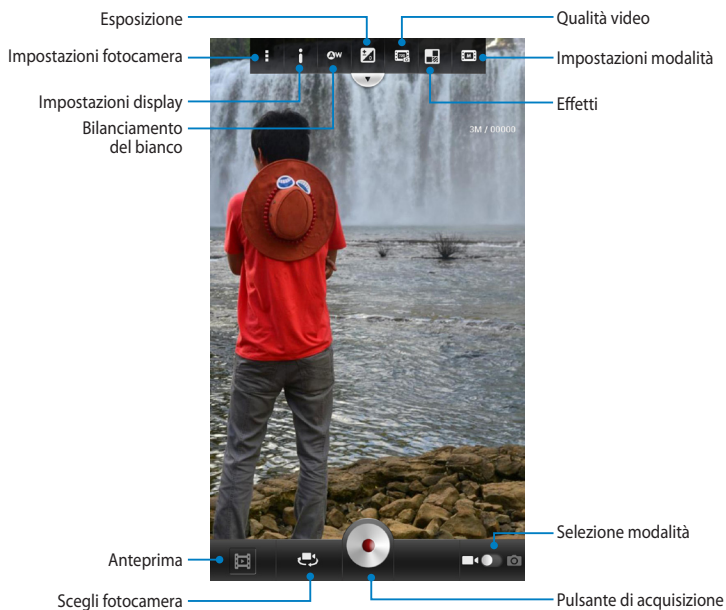 Esposizione
Qualità video
Impostazioni fotocamera
Impostazioni modalità
Impostazioni display
Effetti
Bilanciamento
del bianco
3M / 00000
Selezione modalità
Anteprima
Scegli fotocamera
Pulsante di acquisizione